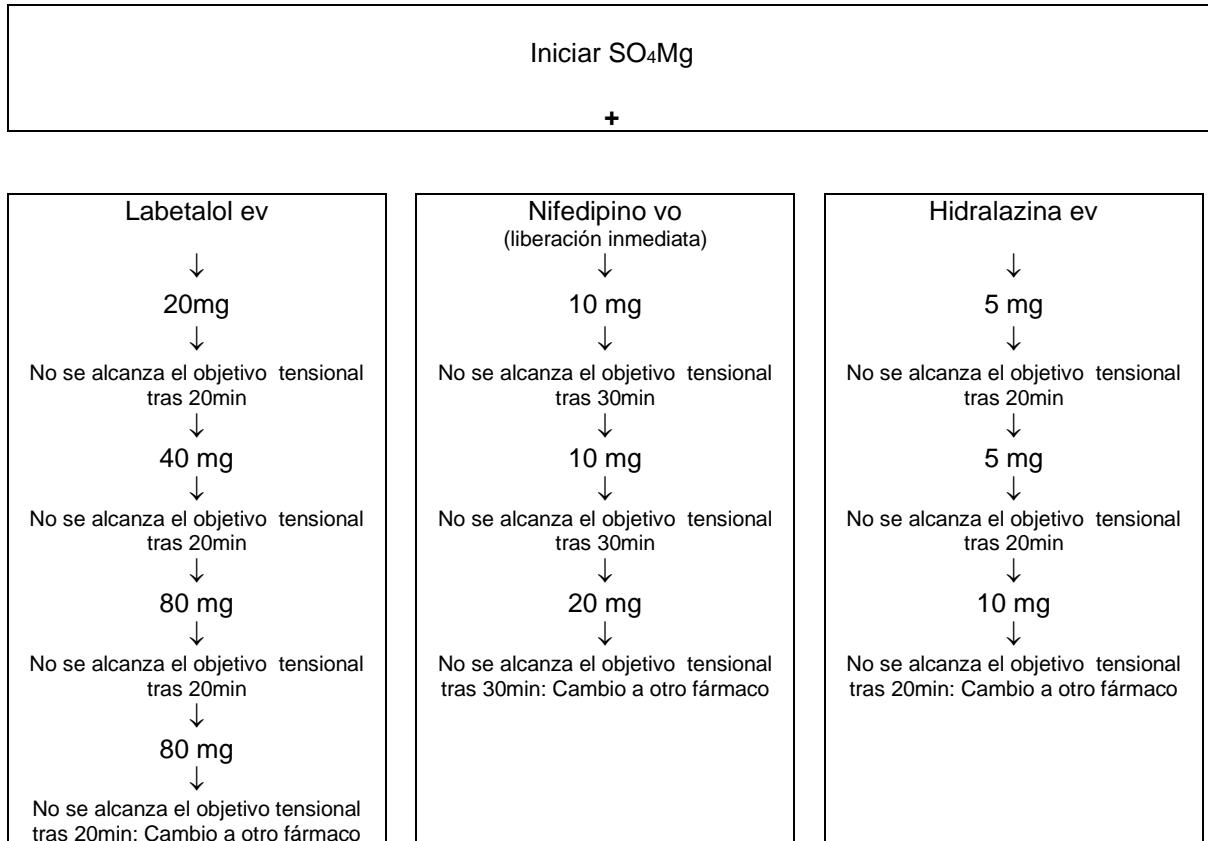 Iniciar SO₄Mg
+
Labetalol ev
↓
20mg
↓
No se alcanza el objetivo tensional
tras 20min
↓
40 mg
↓
No se alcanza el objetivo tensional
tras 20min
↓
80 mg
↓
No se alcanza el objetivo tensional
tras 20min
↓
80 mg
↓
No se alcanza el objetivo tensional
tras 20min: Cambio a otro fármaco
Nifedipino vo
(liberación inmediata)
↓
10 mg
↓
No se alcanza el objetivo tensional
tras 30min
↓
10 mg
↓
No se alcanza el objetivo tensional
tras 30min
↓
20 mg
↓
No se alcanza el objetivo tensional
tras 30min: Cambio a otro fármaco
Hidralazina ev
↓
5 mg
↓
No se alcanza el objetivo tensional
tras 20min
↓
5 mg
↓
No se alcanza el objetivo tensional
tras 20min
↓
10 mg
↓
No se alcanza el objetivo tensional
tras 20min: Cambio a otro fármaco